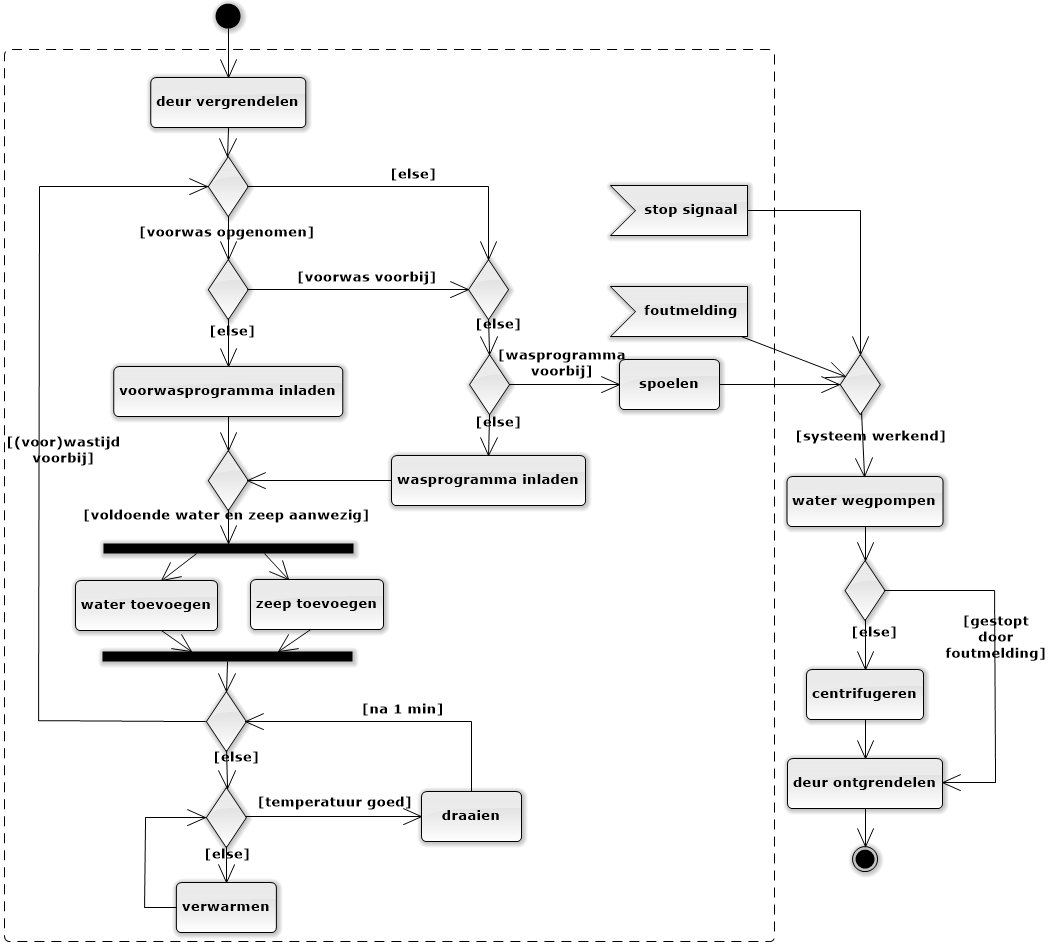 deur vergrendelen
[else]
stop signaal
[voorwas opgenomen]
[voorwas voorbij]
foutmelding
[else]
[else]
[wasprogramma
voorbij]
spoelen
voorwasprogramma inladen
[else]
[(voor)wastijd
voorbij]
[systeem werkend]
wasprogramma inladen
water wegpompen
[voldoende water en zeep aanwezig]
water toevoegen
zeep toevoegen
[gestopt
door
foutmelding]
[else]
centrifugeren
[na 1 min]
[else]
deur ontgrendelen
[temperatuur goed]
draaien
[else]
verwarmen